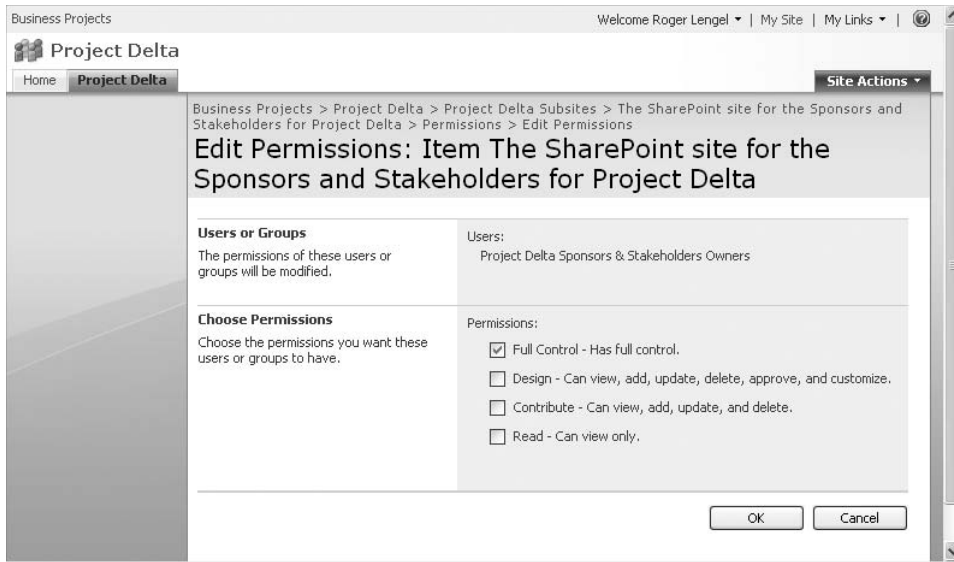 Business Projects
Welcome Roger Lengel ▾ | My Site | My Links ▾ |
Project Delta
Home Project Delta
Site Actions ▾
Business Projects > Project Delta > Project Delta Subsites > The SharePoint site for the Sponsors and
Stakeholders for Project Delta > Permissions > Edit Permissions
Edit Permissions: Item The SharePoint site for the
Sponsors and Stakeholders for Project Delta
Users or Groups
The permissions of these users or
groups will be modified.
Users:
Project Delta Sponsors & Stakeholders Owners
Choose Permissions
Choose the permissions you want these
users or groups to have.
Permissions:
Full Control - Has full control.
Design - Can view, add, update, delete, approve, and customize.
Contribute - Can view, add, update, and delete.
Read - Can view only.
OK Cancel